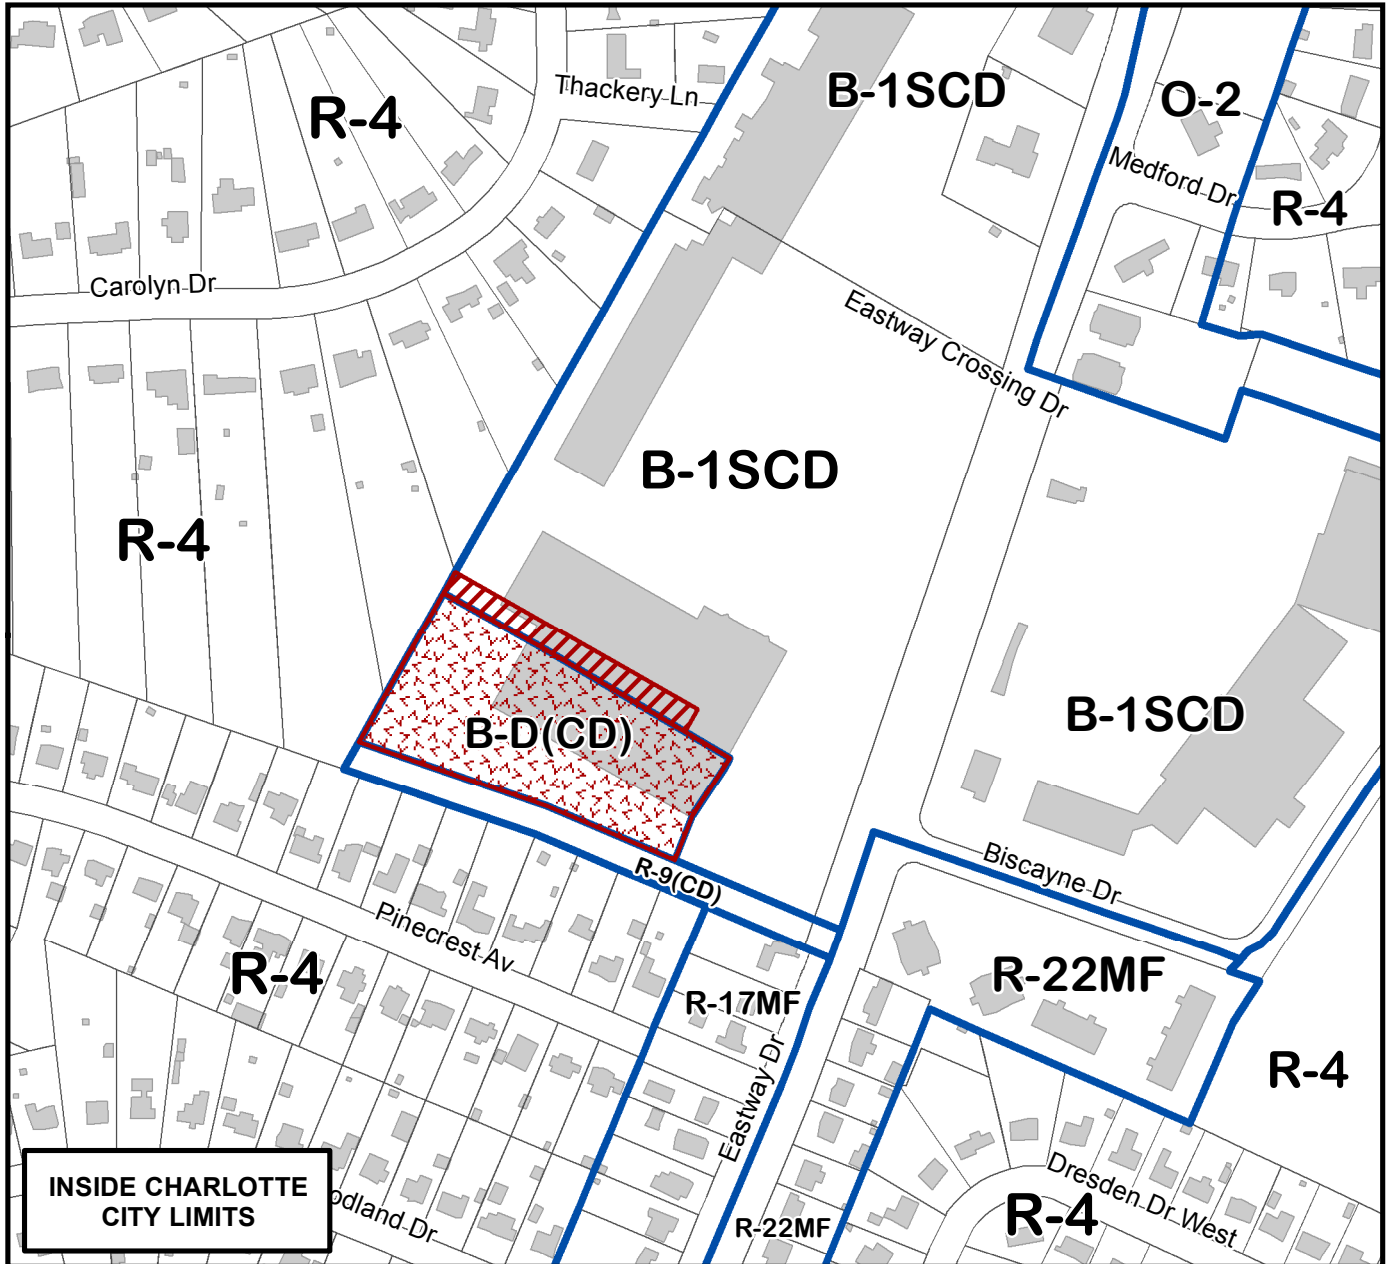 Thackery Ln
B-1SCD
O-2
R-4
Medford Dr
R-4
Carolyn Dr
Eastway Crossing Dr
B-1SCD
R-4
B-1SCD
B-D(CD)
Biscayne Dr
R-9(CD)
Pinecrest Av
R-4
R-22MF
R-17MF
Eastway Dr
R-4
Dresden Dr West
R-4
R-22MF
odland Dr
INSIDE CHARLOTTE
CITY LIMITS